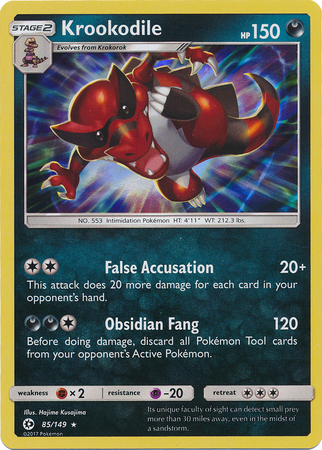 STAGE2 Krookodile HP 150
Evolves from Krokorok
NO. 553 Intimidation Pokémon HT: 4'11" WT: 212.3 lbs.
False Accusation 20+
This attack does 20 more damage for each card in your
opponent's hand.
Obsidian Fang 120
Before doing damage, discard all Pokémon Tool cards
from your opponent's Active Pokémon.
weakness ×2 resistance -20 retreat
Illus. Hajime Kusajima
85/149
©2017 Pokémon
Its unique faculty of sight can detect small prey
more than 30 miles away, even in the midst of
a sandstorm.